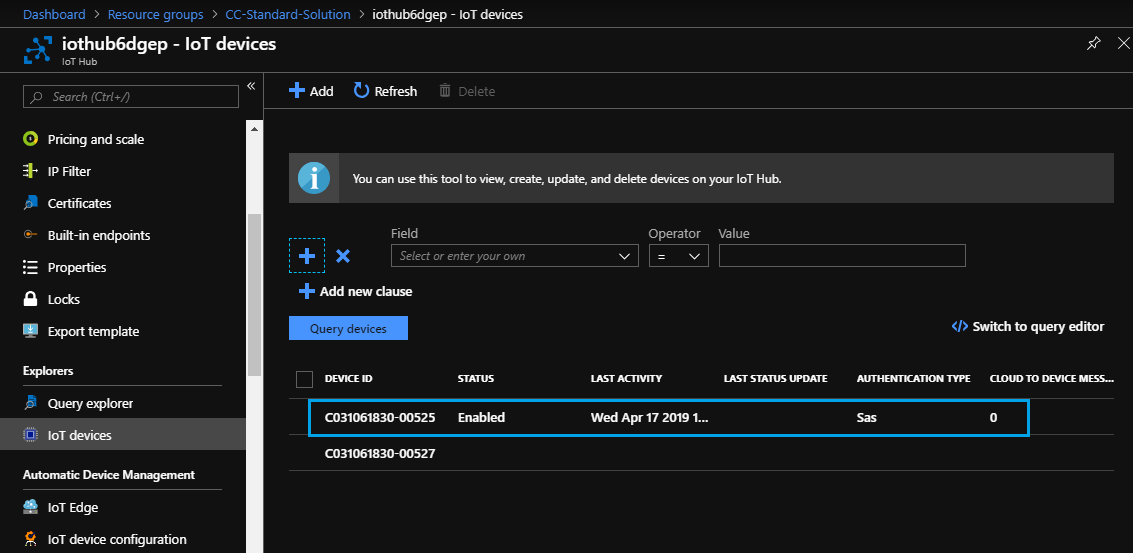 Dashboard > Resource groups > CC-Standard-Solution > iothub6dgep - IoT devices
iothub6dgep - IoT devices
IoT Hub
Search (Ctrl+/)
«
Pricing and scale
IP Filter
Certificates
Built-in endpoints
Properties
Locks
Export template
Explorers
Query explorer
IoT devices
Automatic Device Management
IoT Edge
IoT device configuration
Add Refresh Delete
You can use this tool to view, create, update, and delete devices on your IoT Hub.
Field Operator Value
Select or enter your own =
Add new clause
Query devices </> Switch to query editor
DEVICE ID STATUS LAST ACTIVITY LAST STATUS UPDATE AUTHENTICATION TYPE CLOUD TO DEVICE MESS...
C031061830-00525 Enabled Wed Apr 17 2019 1... Sas 0
C031061830-00527